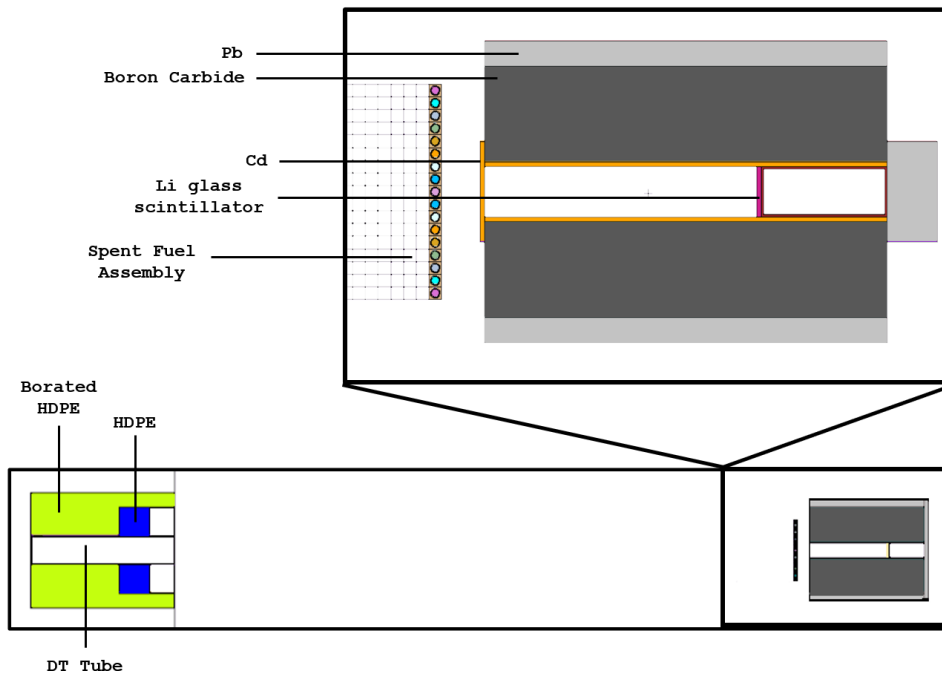 Pb
Boron Carbide
Cd
Li glass
scintillator
Spent Fuel
Assembly
Borated
HDPE
HDPE
DT Tube